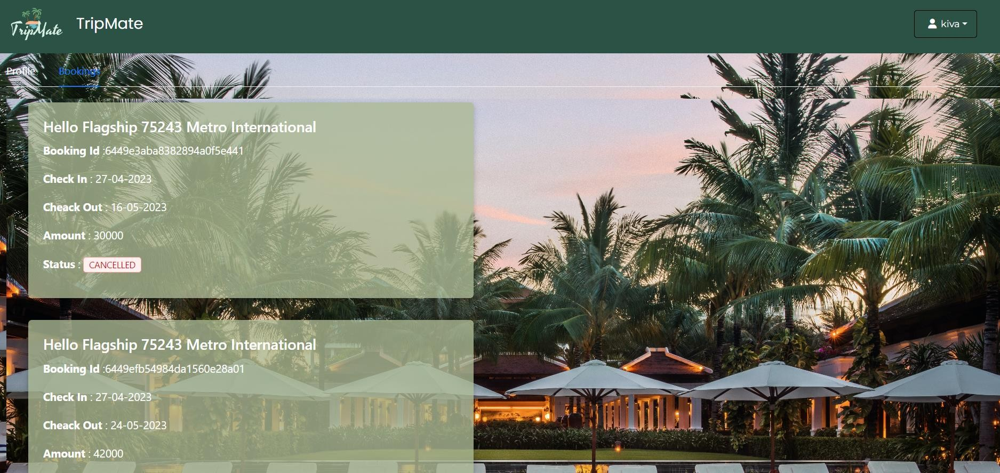 TripMate
TripMate
kiva
Profile
Bookings
Hello Flagship 75243 Metro International
Booking Id :6449e3aba8382894a0f5e441
Check In : 27-04-2023
Cheack Out : 16-05-2023
Amount : 30000
Status : CANCELLED
Hello Flagship 75243 Metro International
Booking Id :6449efb54984da1560e28a01
Check In : 27-04-2023
Cheack Out : 24-05-2023
Amount : 42000